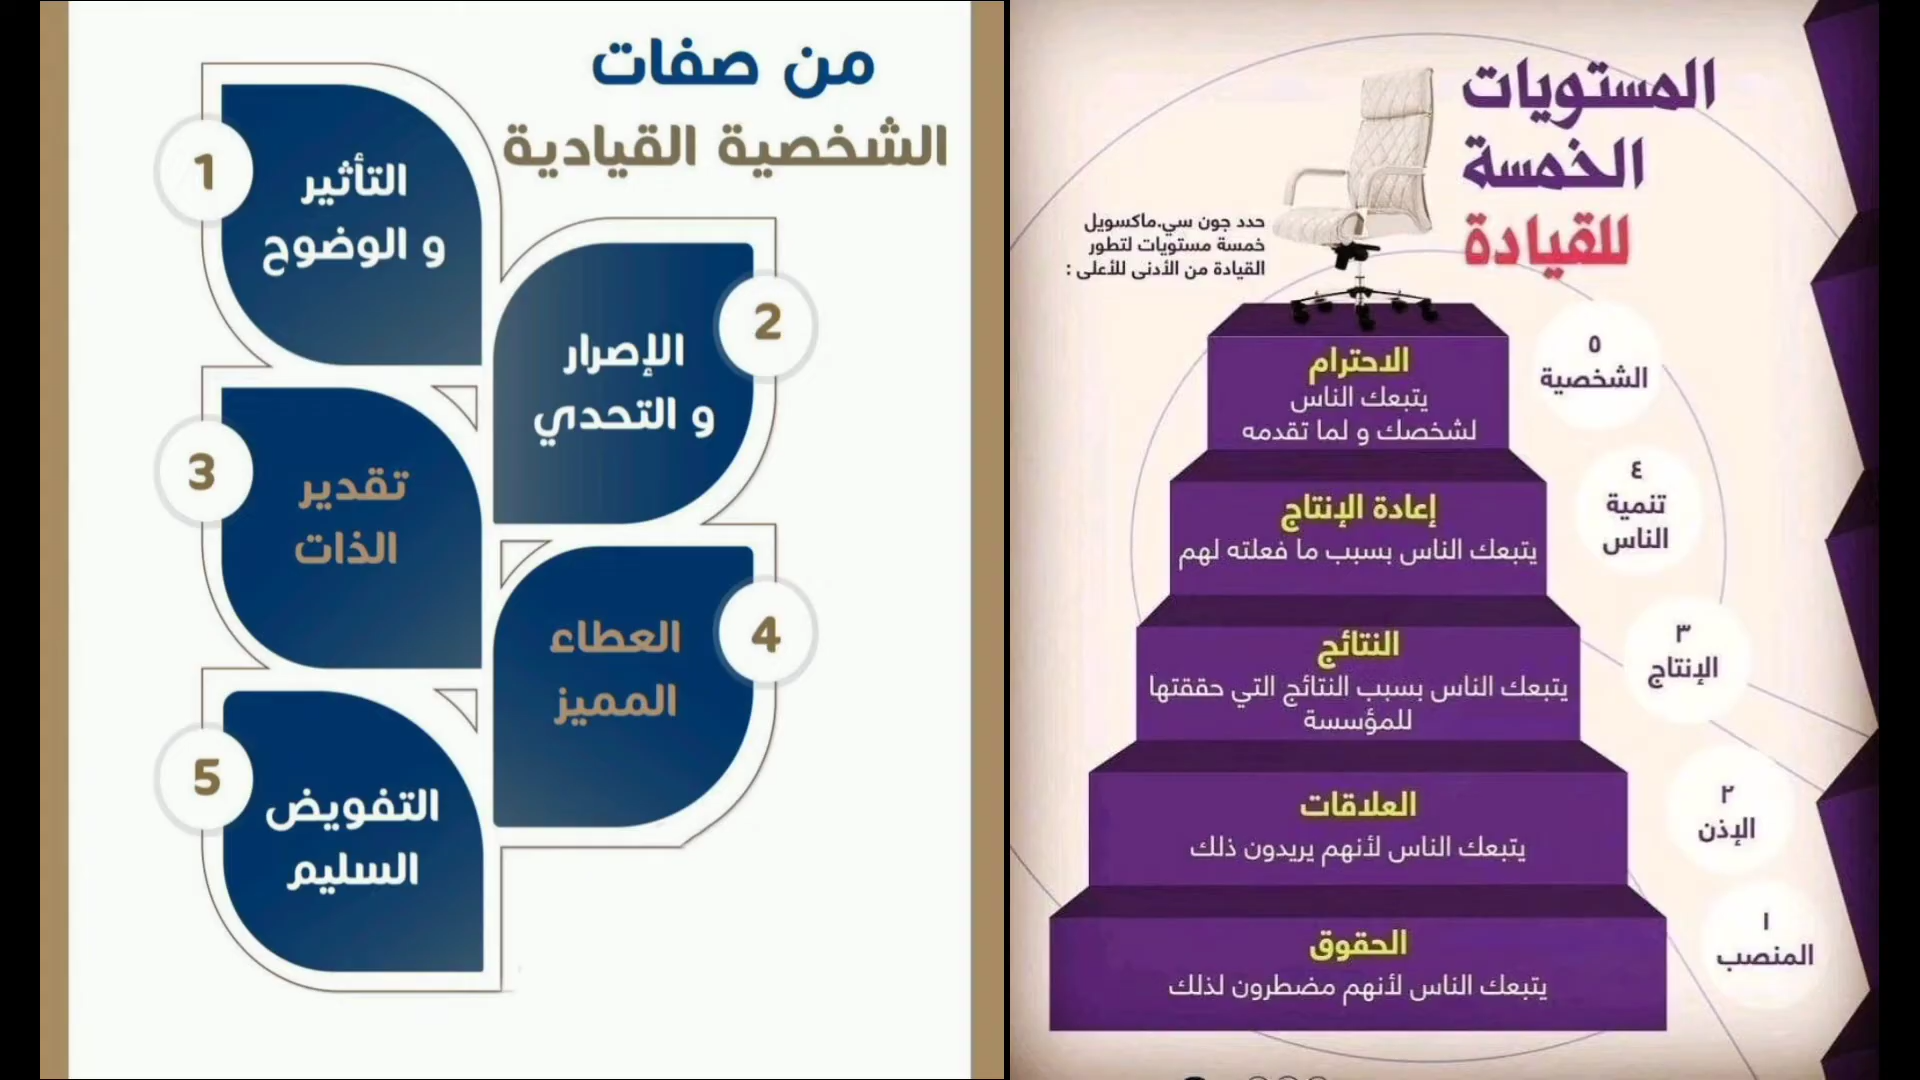 من صفات
الشخصية القيادية
1
التأثير
و الوضوح
2
الإصرار
و التحدي
3
تقدير
الذات
4
العطاء
المميز
5
التفويض
السليم
المستويات
الخمسة
للقيادة
حدد جون سي.ماكسويل
خمسة مستويات لتطور
القيادة من الأدنى للأعلى :
٥
الشخصية
الاحترام
يتبعك الناس
لشخصك و لما تقدمه
٤
تنمية
الناس
إعادة الإنتاج
يتبعك الناس بسبب ما فعلته لهم
٣
الإنتاج
النتائج
يتبعك الناس بسبب النتائج التي حققتها
للمؤسسة
٢
الإذن
العلاقات
يتبعك الناس لأنهم يريدون ذلك
١
المنصب
الحقوق
يتبعك الناس لأنهم مضطرون لذلك